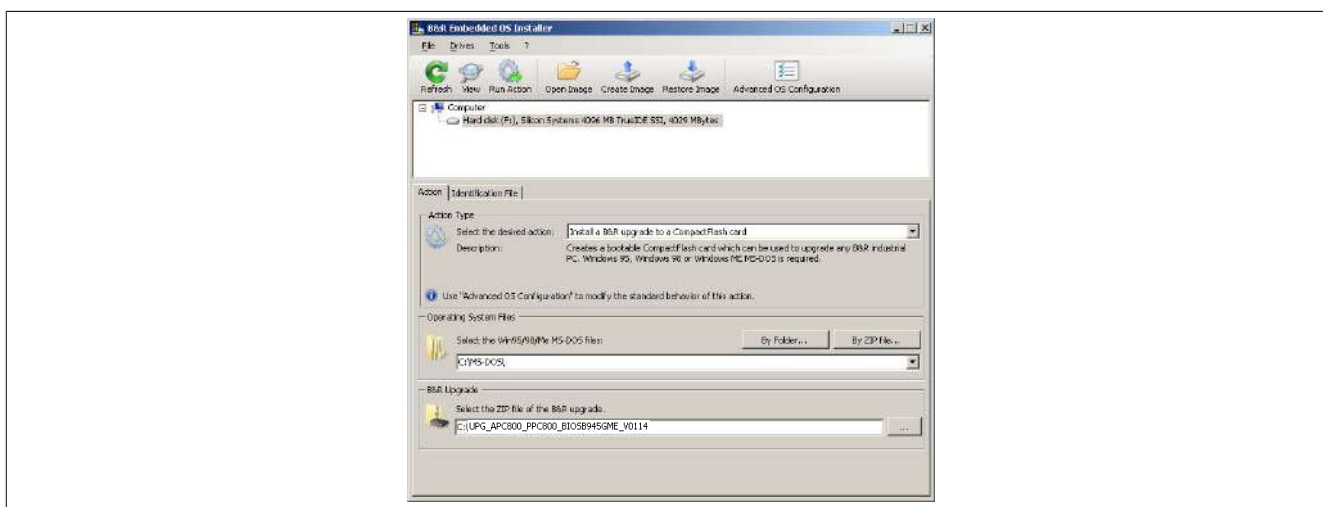 B&R Embedded OS Installer
File Drives Tools ?
Refresh View Run Action Open Image Create Image Restore Image Advanced OS Configuration
Computer
Hard disk (F:), Silicon Systems 4096 MB TrueIDE SSI, 4029 MBytes
Action Identification File
Action Type
Select the desired action: Install a B&R upgrade to a CompactFlash card
Description: Creates a bootable CompactFlash card which can be used to upgrade any B&R industrial
PC. Windows 95, Windows 98 or Windows ME MS-DOS is required.
Use "Advanced OS Configuration" to modify the standard behavior of this action.
Operating System Files
Select the Win95/98/Me MS-DOS files: By Folder... By ZIP file...
C:\MS-DOS\
B&R Upgrade
Select the ZIP file of the B&R upgrade.
C:\UPG_APC800_PPC800_BIOSB945GME_V0114 ...